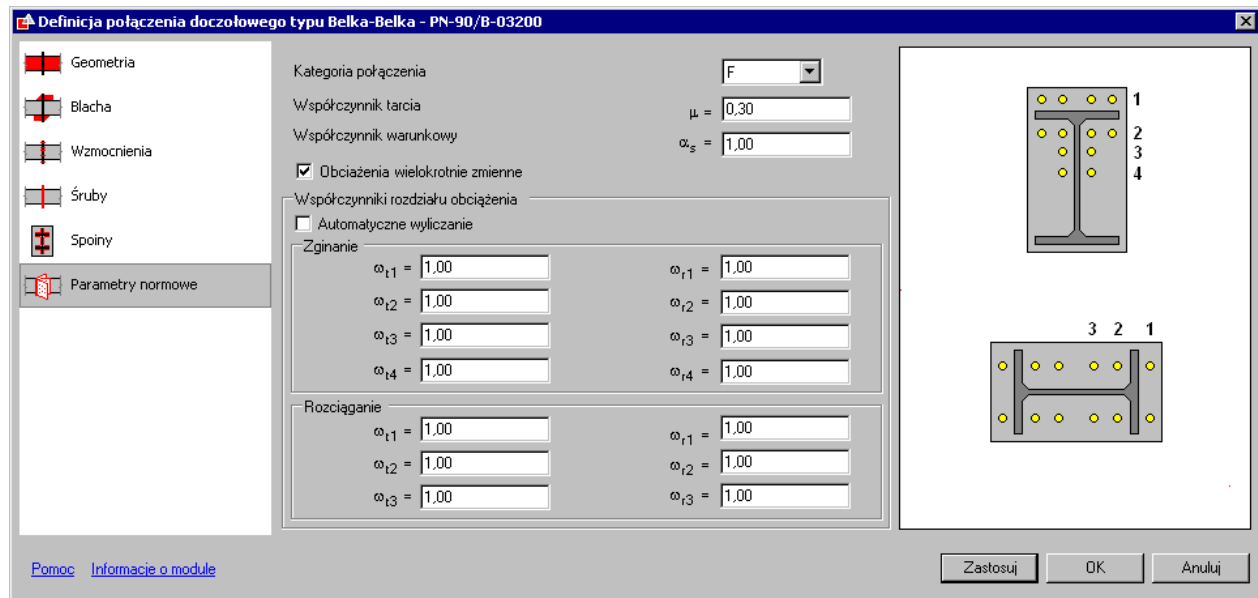 Definicja połączenia doczołowego typu Belka-Belka - PN-90/B-03200
Geometria
Blacha
Wzmocnienia
Śruby
Spoiny
Parametry normowe
Kategoria połączenia F
Współczynnik tarcia μ = 0,30
Współczynnik warunkowy αs = 1,00
Obciażenia wielokrotnie zmienne
Współczynniki rozdziału obciążenia
Automatyczne wyliczanie
Zginanie
ωt1 = 1,00 ωr1 = 1,00
ωt2 = 1,00 ωr2 = 1,00
ωt3 = 1,00 ωr3 = 1,00
ωt4 = 1,00 ωr4 = 1,00
Rozciąganie
ωt1 = 1,00 ωr1 = 1,00
ωt2 = 1,00 ωr2 = 1,00
ωt3 = 1,00 ωr3 = 1,00
1
2
3
4
3 2 1
Pomoc Informacje o module
Zastosuj OK Anuluj